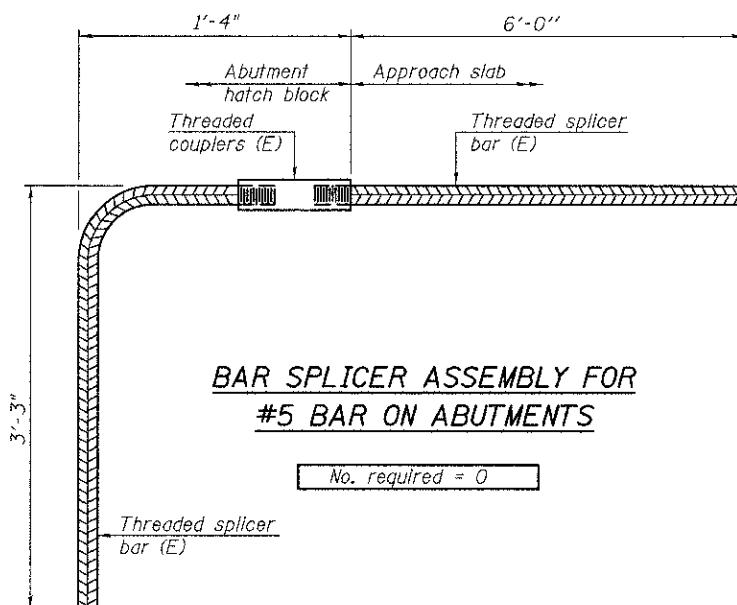 1'-4"
6'-0"
Abutment
hatch block
Approach slab
Threaded
couplers (E)
Threaded splicer
bar (E)
3'-3"
BAR SPLICER ASSEMBLY FOR
#5 BAR ON ABUTMENTS
No. required = 0
Threaded splicer
bar (E)